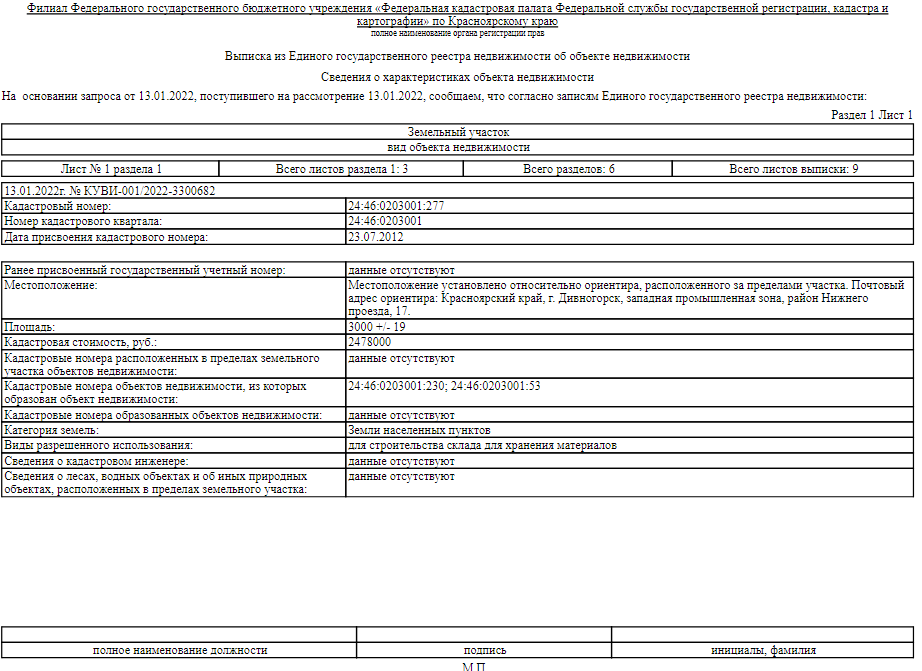 Филиал Федерального государственного бюджетного учреждения «Федеральная кадастровая палата Федеральной службы государственной регистрации, кадастра и
картографии» по Красноярскому краю
полное наименование органа регистрации прав
Выписка из Единого государственного реестра недвижимости об объекте недвижимости
Сведения о характеристиках объекта недвижимости
На основании запроса от 13.01.2022, поступившего на рассмотрение 13.01.2022, сообщаем, что согласно записям Единого государственного реестра недвижимости:
Раздел 1 Лист 1
Земельный участок
вид объекта недвижимости
Лист № 1 раздела 1 Всего листов раздела 1: 3 Всего разделов: 6 Всего листов выписки: 9
13.01.2022г. № КУВИ-001/2022-3300682
Кадастровый номер: 24:46:0203001:277
Номер кадастрового квартала: 24:46:0203001
Дата присвоения кадастрового номера: 23.07.2012
Ранее присвоенный государственный учетный номер: данные отсутствуют
Местоположение: Местоположение установлено относительно ориентира, расположенного за пределами участка. Почтовый
адрес ориентира: Красноярский край, г. Дивногорск, западная промышленная зона, район Нижнего
проезда, 17.
Площадь: 3000 +/- 19
Кадастровая стоимость, руб.: 2478000
Кадастровые номера расположенных в пределах земельного данные отсутствуют
участка объектов недвижимости:
Кадастровые номера объектов недвижимости, из которых 24:46:0203001:230; 24:46:0203001:53
образован объект недвижимости:
Кадастровые номера образованных объектов недвижимости: данные отсутствуют
Категория земель: Земли населенных пунктов
Виды разрешенного использования: для строительства склада для хранения материалов
Сведения о кадастровом инженере: данные отсутствуют
Сведения о лесах, водных объектах и об иных природных данные отсутствуют
объектах, расположенных в пределах земельного участка:
полное наименование должности подпись инициалы, фамилия
М.П.